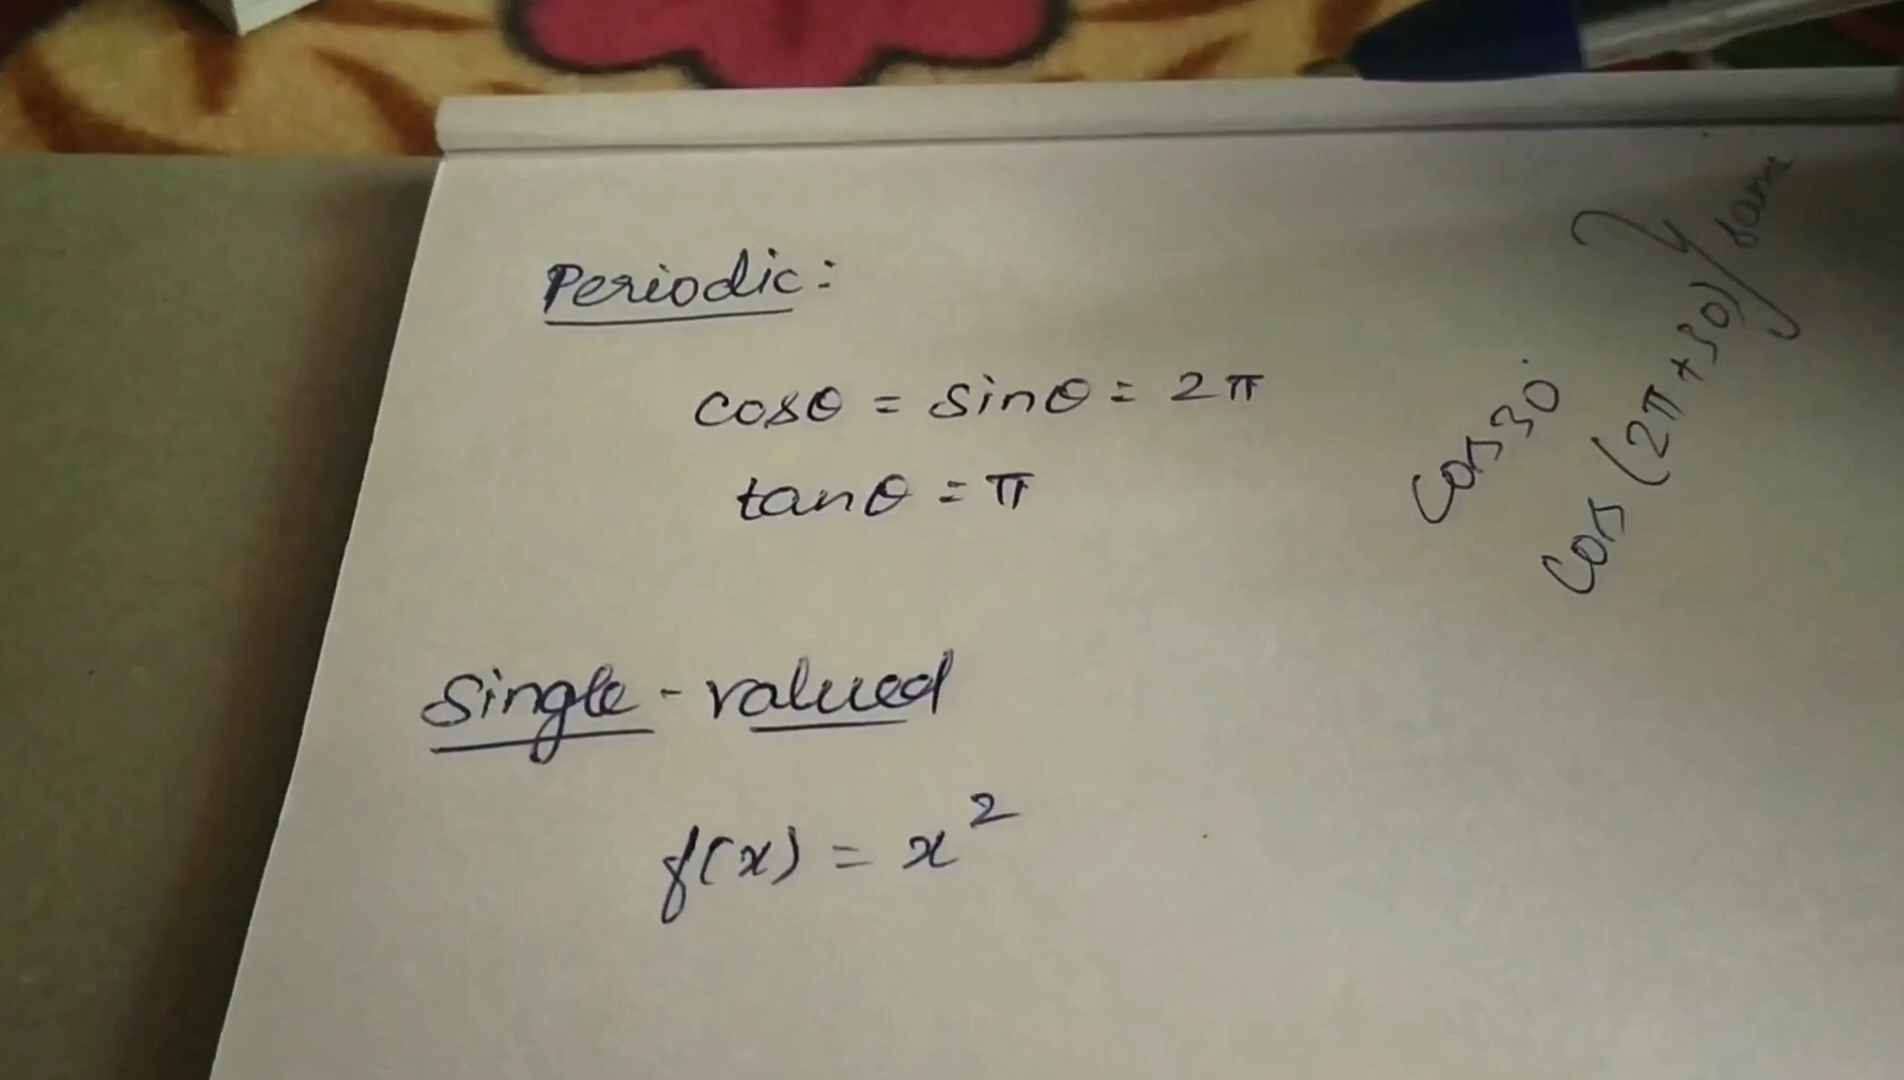 Periodic:
cosθ = sinθ = 2π
tanθ = π
cos30°
cos(2π+30) } same
Single-valued
f(x) = x²